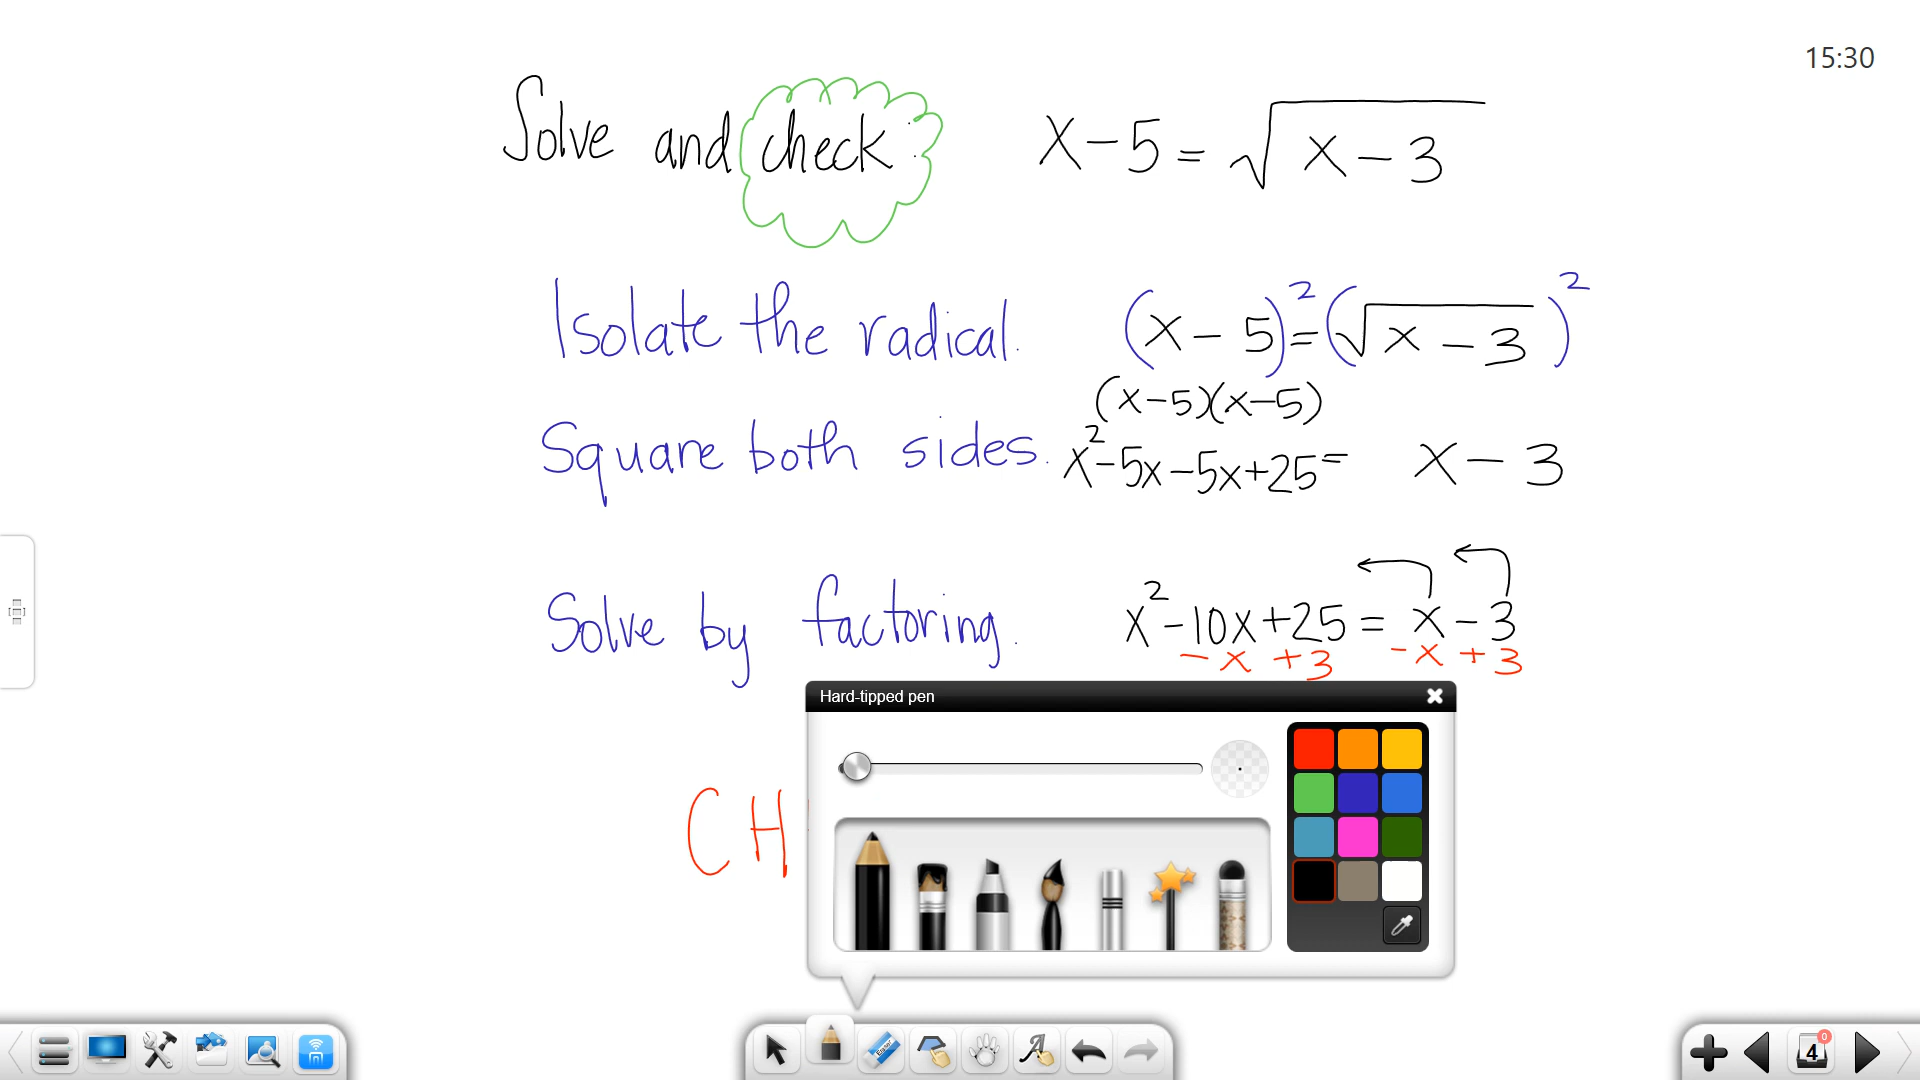 15:30
Solve and check: x-5 = √x-3
Isolate the radical. (x-5)² = (√x-3)²
(x-5)(x-5)
Square both sides. x²-5x-5x+25 = x-3
Solve by factoring. x²-10x+25 = x-3
-x +3 -x +3
Hard-tipped pen
CH
Eraser
A
4
0